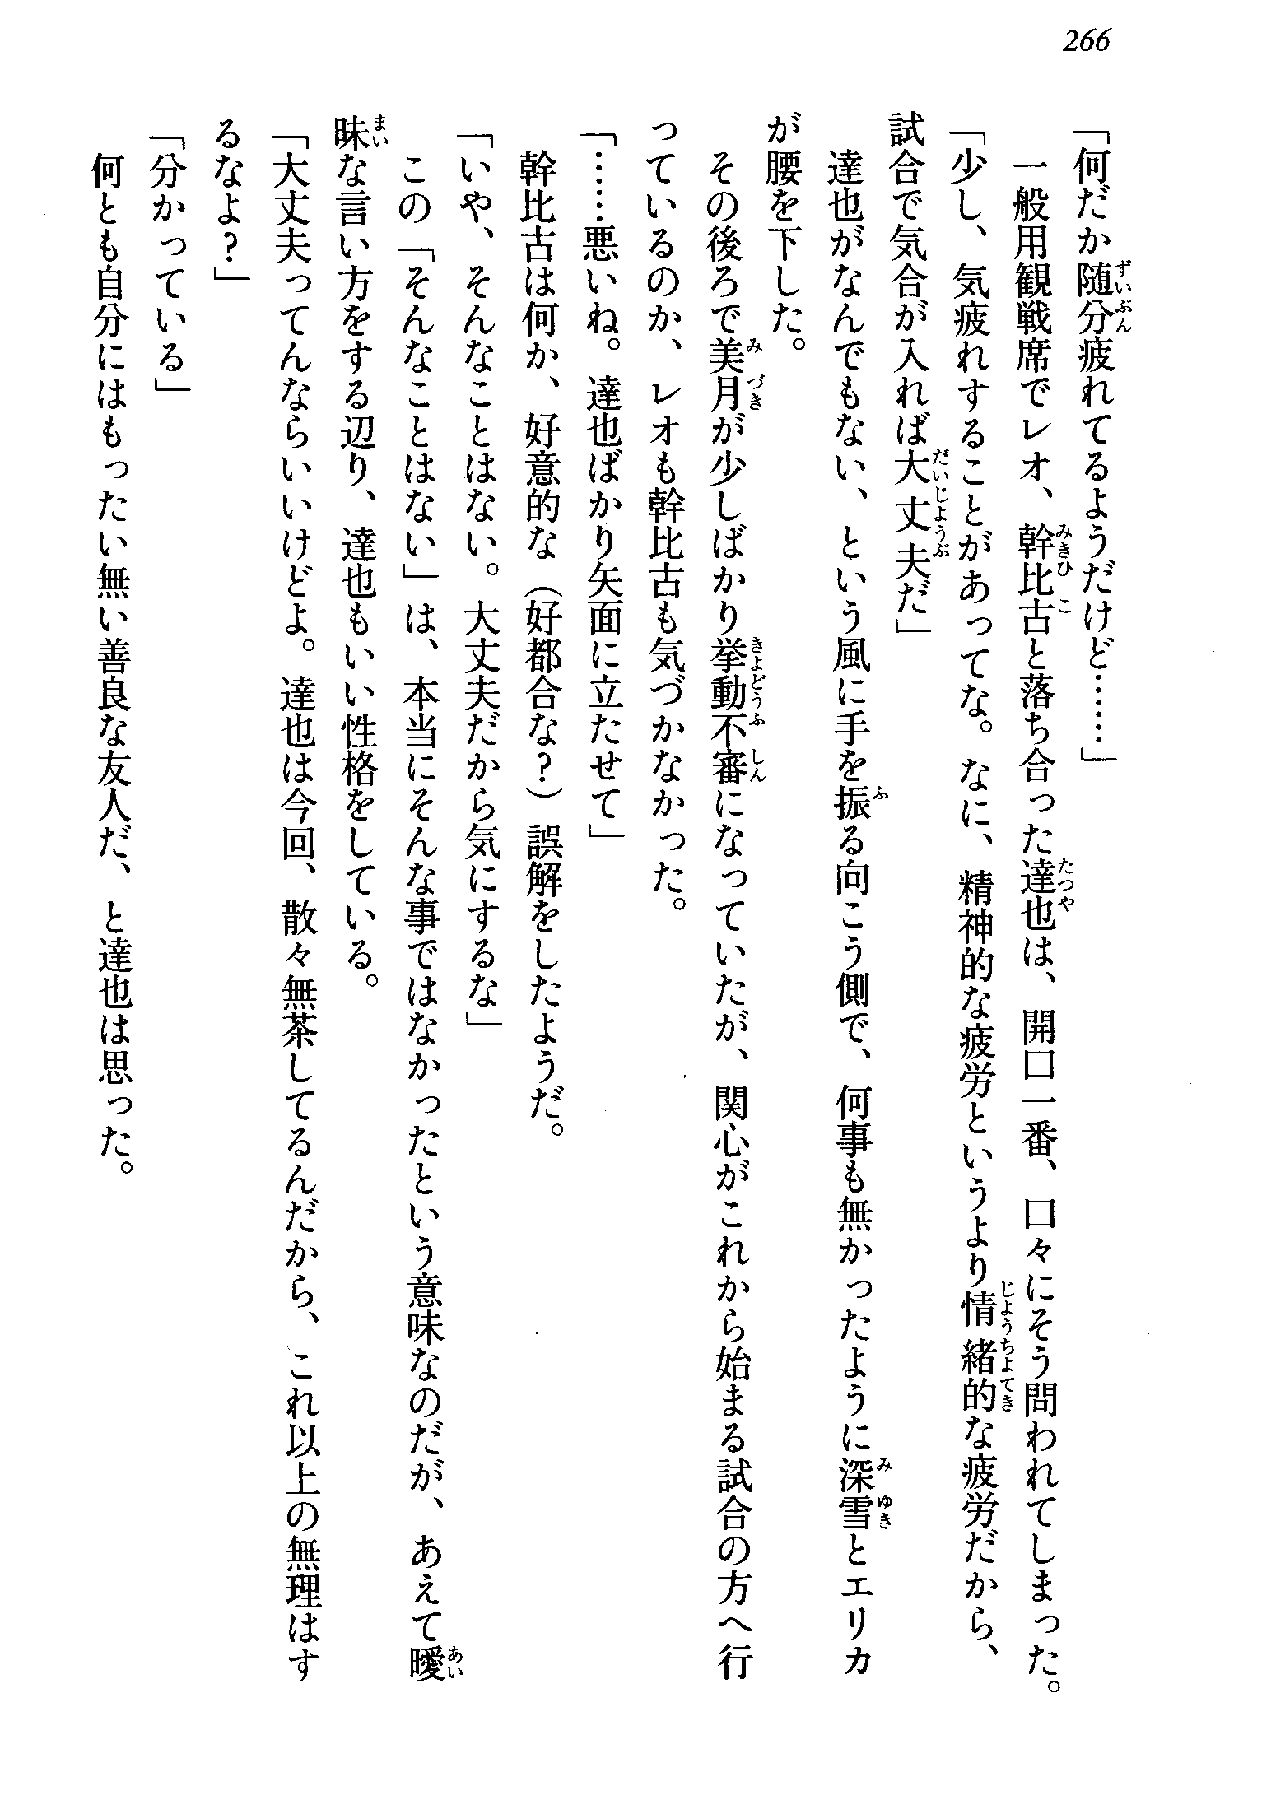 266
「何だか随分疲れてるようだけど……」
一般用観戦席でレオ、幹比古と落ち合った達也は、開口一番、口々にそう問われてしまった。
「少し、気疲れすることがあってな。なに、精神的な疲労というより情緒的な疲労だから、
試合で気合が入れば大丈夫だ」
達也がなんでもない、という風に手を振る向こう側で、何事も無かったように深雪とエリカ
が腰を下した。
その後ろで美月が少しばかり挙動不審になっていたが、関心がこれから始まる試合の方へ行
っているのか、レオも幹比古も気づかなかった。
「……悪いね。達也ばかり矢面に立たせて」
幹比古は何か、好意的な（好都合な？）誤解をしたようだ。
「いや、そんなことはない。大丈夫だから気にするな」
この「そんなことはない」は、本当にそんな事ではなかったという意味なのだが、あえて曖
昧な言い方をする辺り、達也もいい性格をしている。
「大丈夫ってんならいいけどよ。達也は今回、散々無茶してるんだから、これ以上の無理はす
るなよ？」
「分かっている」
何とも自分にはもったい無い善良な友人だ、と達也は思った。